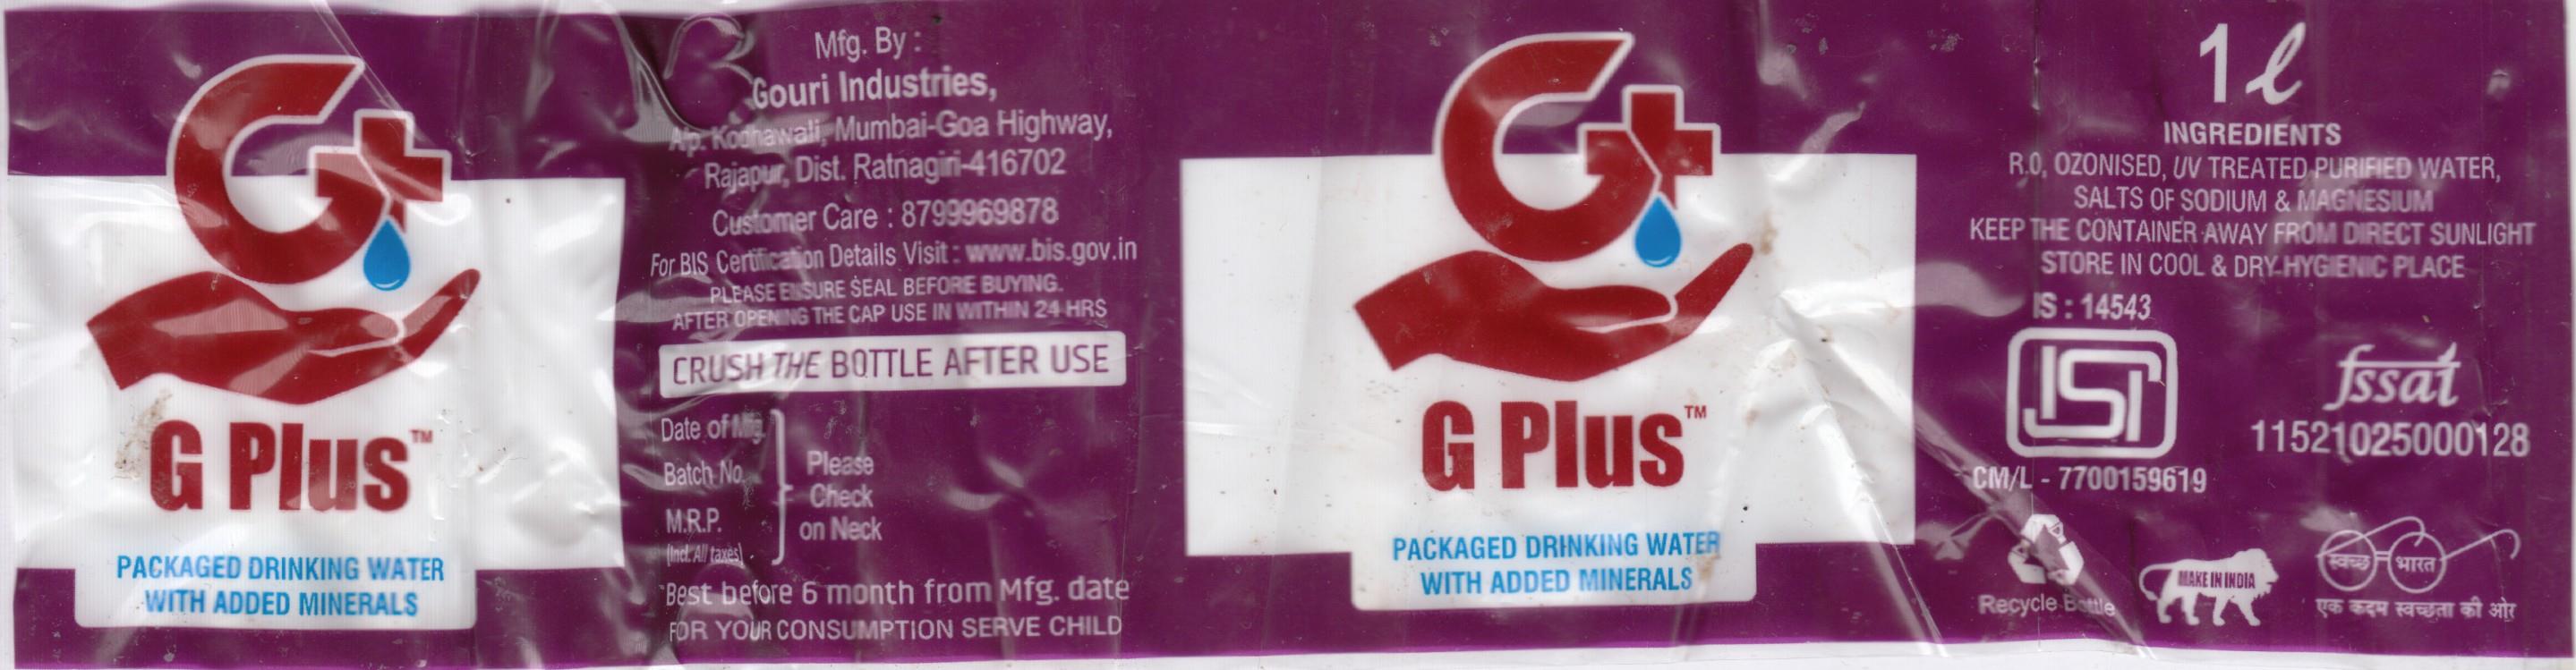 G+
G Plus™
PACKAGED DRINKING WATER
WITH ADDED MINERALS
Mfg. By :
Gouri Industries,
A/p. Kodhawali, Mumbai-Goa Highway,
Rajapur, Dist. Ratnagiri-416702
Customer Care : 8799969878
For BIS Certification Details Visit : www.bis.gov.in
PLEASE ENSURE SEAL BEFORE BUYING.
AFTER OPENING THE CAP USE IN WITHIN 24 HRS
CRUSH THE BOTTLE AFTER USE
Date of Mfg.
Batch No.
M.R.P.
(Incl. All taxes)
Please
Check
on Neck
Best before 6 month from Mfg. date
FOR YOUR CONSUMPTION SERVE CHILD
G+
G Plus™
PACKAGED DRINKING WATER
WITH ADDED MINERALS
1 ℓ
INGREDIENTS
R.O, OZONISED, UV TREATED PURIFIED WATER,
SALTS OF SODIUM & MAGNESIUM
KEEP THE CONTAINER AWAY FROM DIRECT SUNLIGHT
STORE IN COOL & DRY HYGIENIC PLACE
IS : 14543
ISI
CM/L - 7700159619
fssai
11521025000128
Recycle Bottle
MAKE IN INDIA
स्वच्छ भारत
एक कदम स्वच्छता की ओर